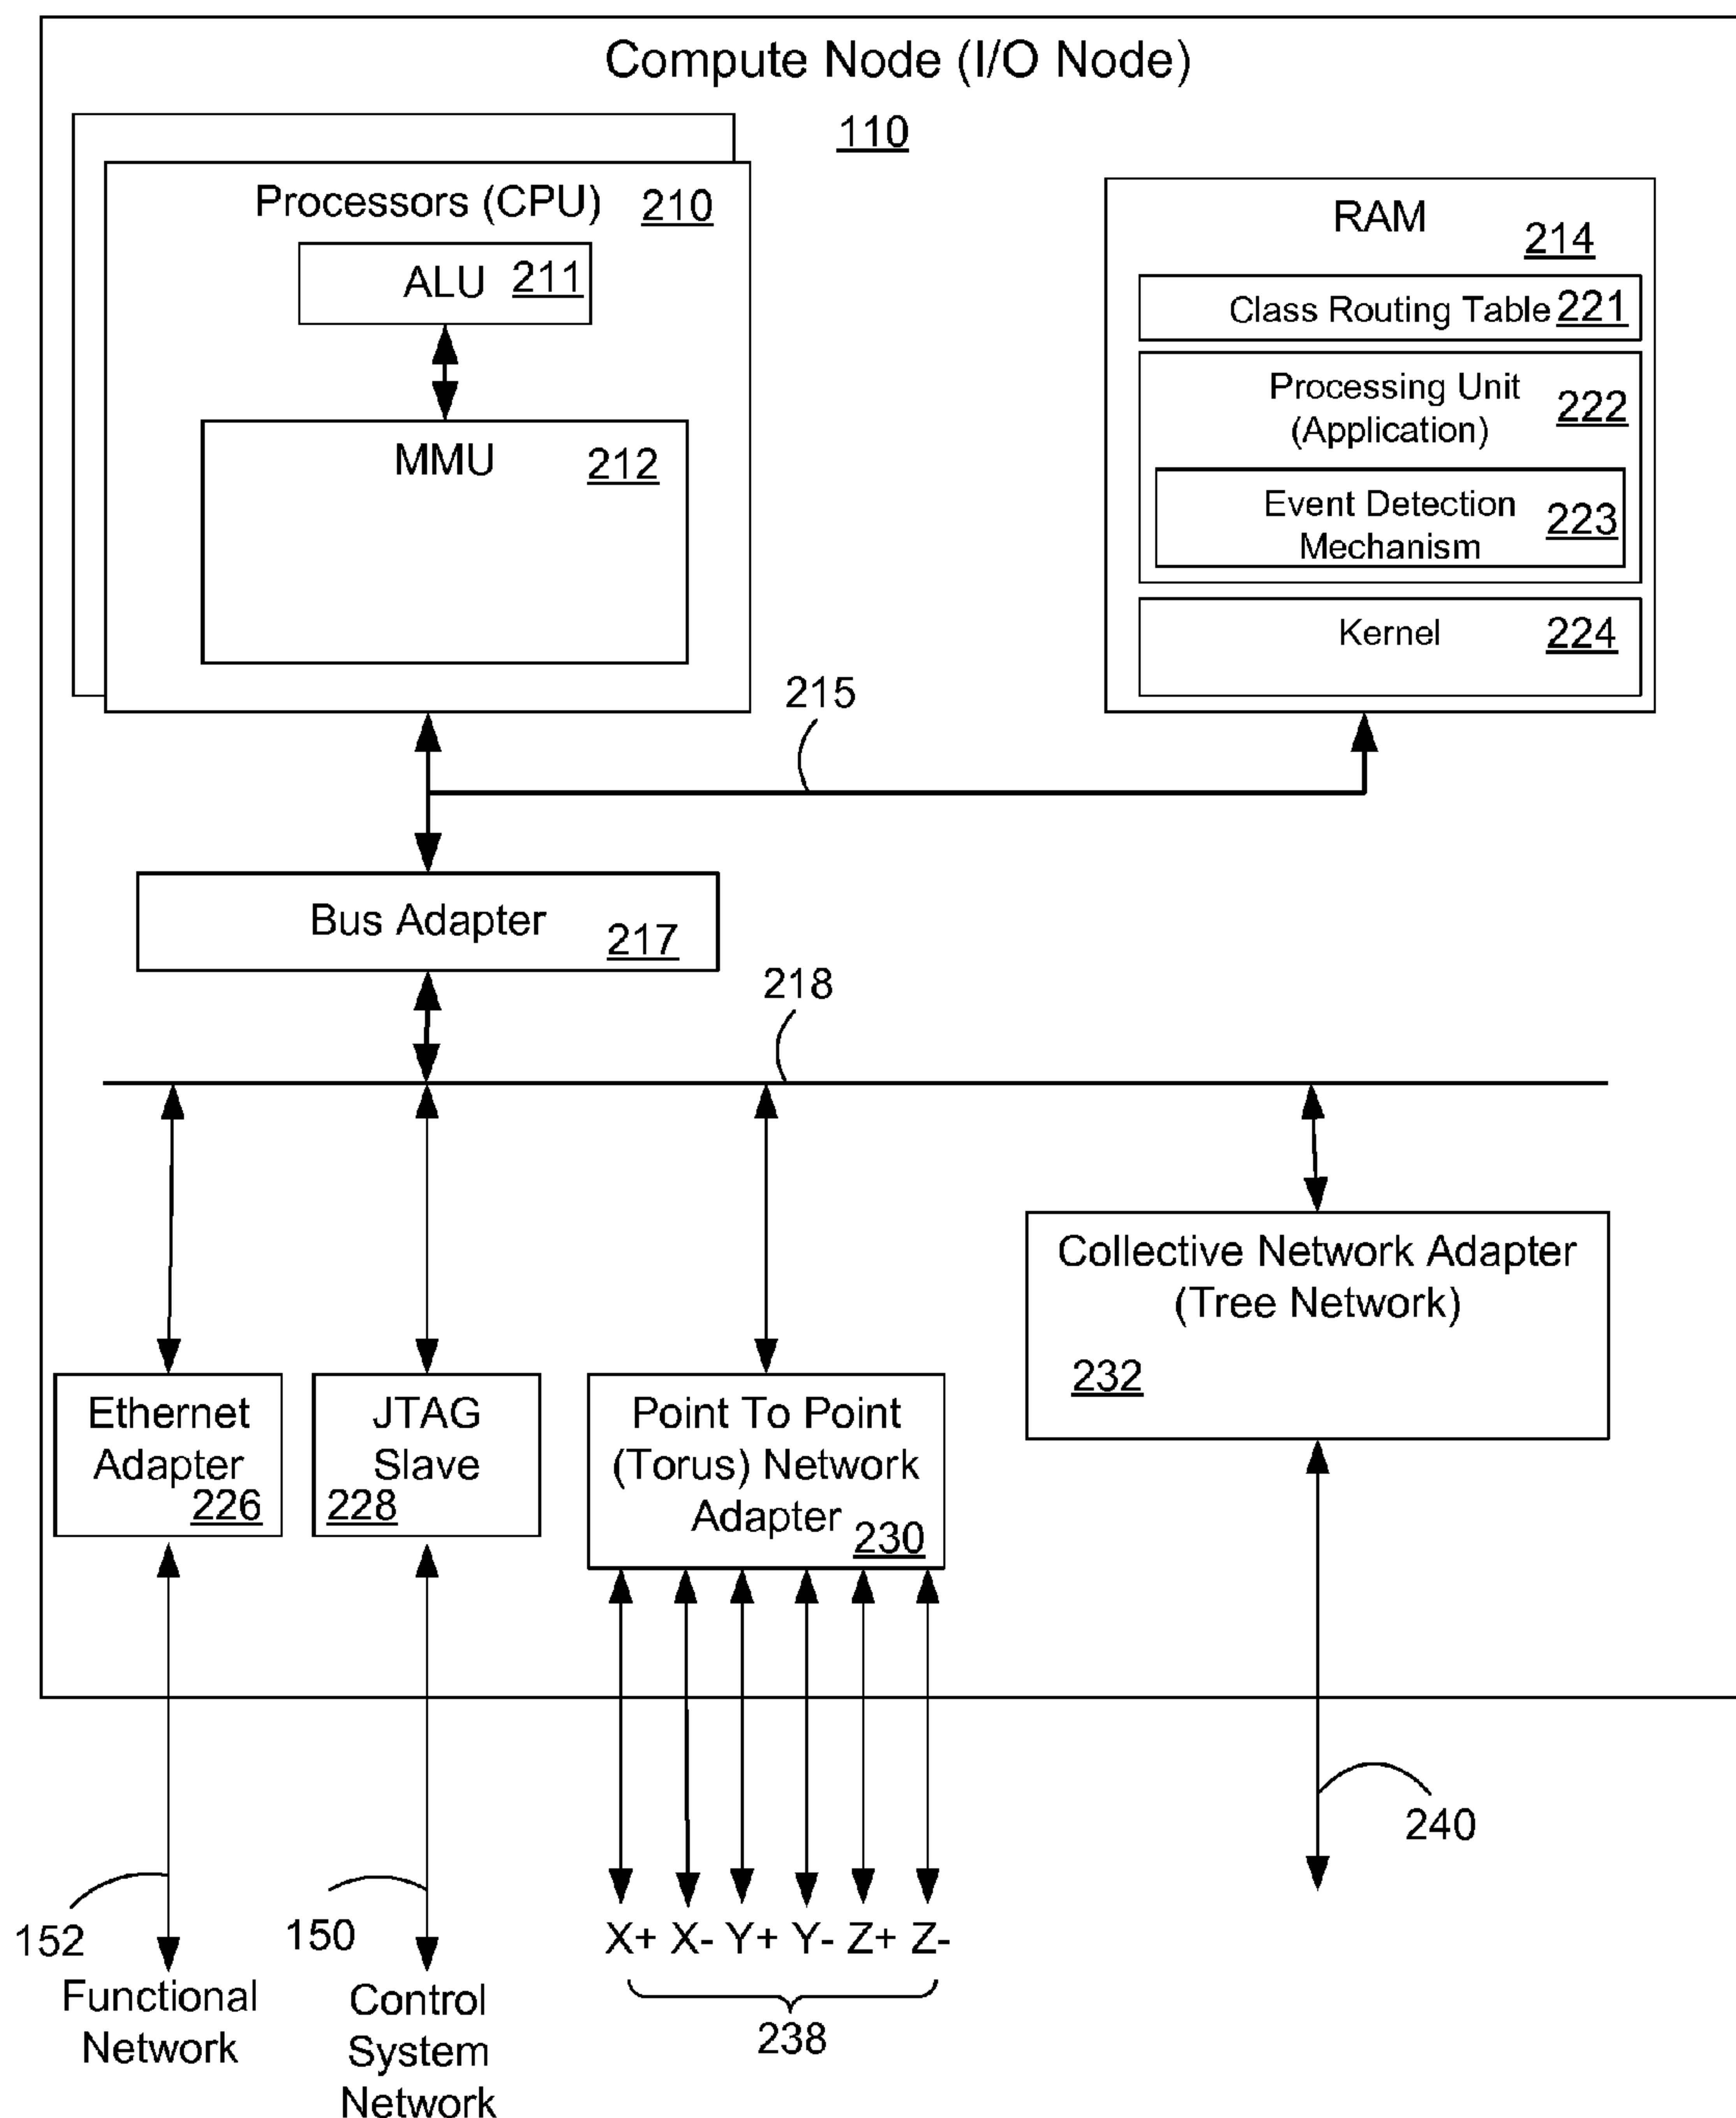 Compute Node (I/O Node)
110
Processors (CPU) 210
ALU 211
MMU 212
RAM
214
Class Routing Table 221
Processing Unit
(Application)
222
Event Detection
Mechanism
223
Kernel 224
215
Bus Adapter
217
218
Collective Network Adapter
(Tree Network)
232
Ethernet
Adapter
226
JTAG
Slave
228
Point To Point
(Torus) Network
Adapter 230
240
152
150
X+ X- Y+ Y- Z+ Z-
Functional
Network
Control
System
Network
238